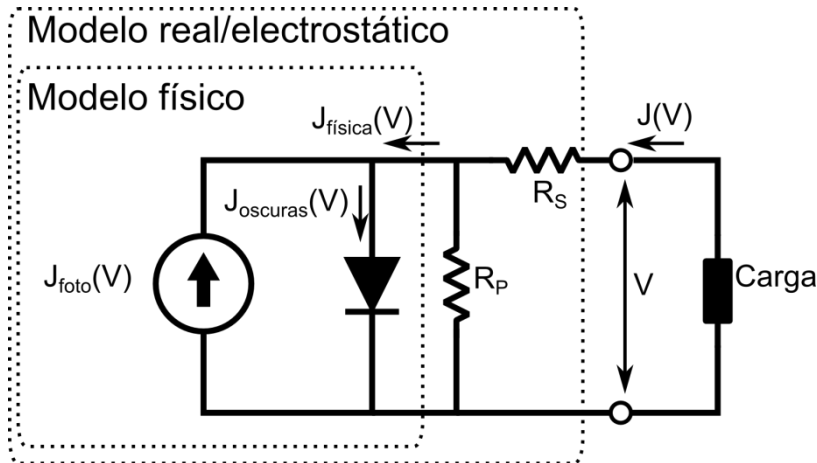 Modelo real/electrostático
Modelo físico
J_física(V)
J(V)
J_oscuras(V)
R_S
J_foto(V)
R_P
V
Carga